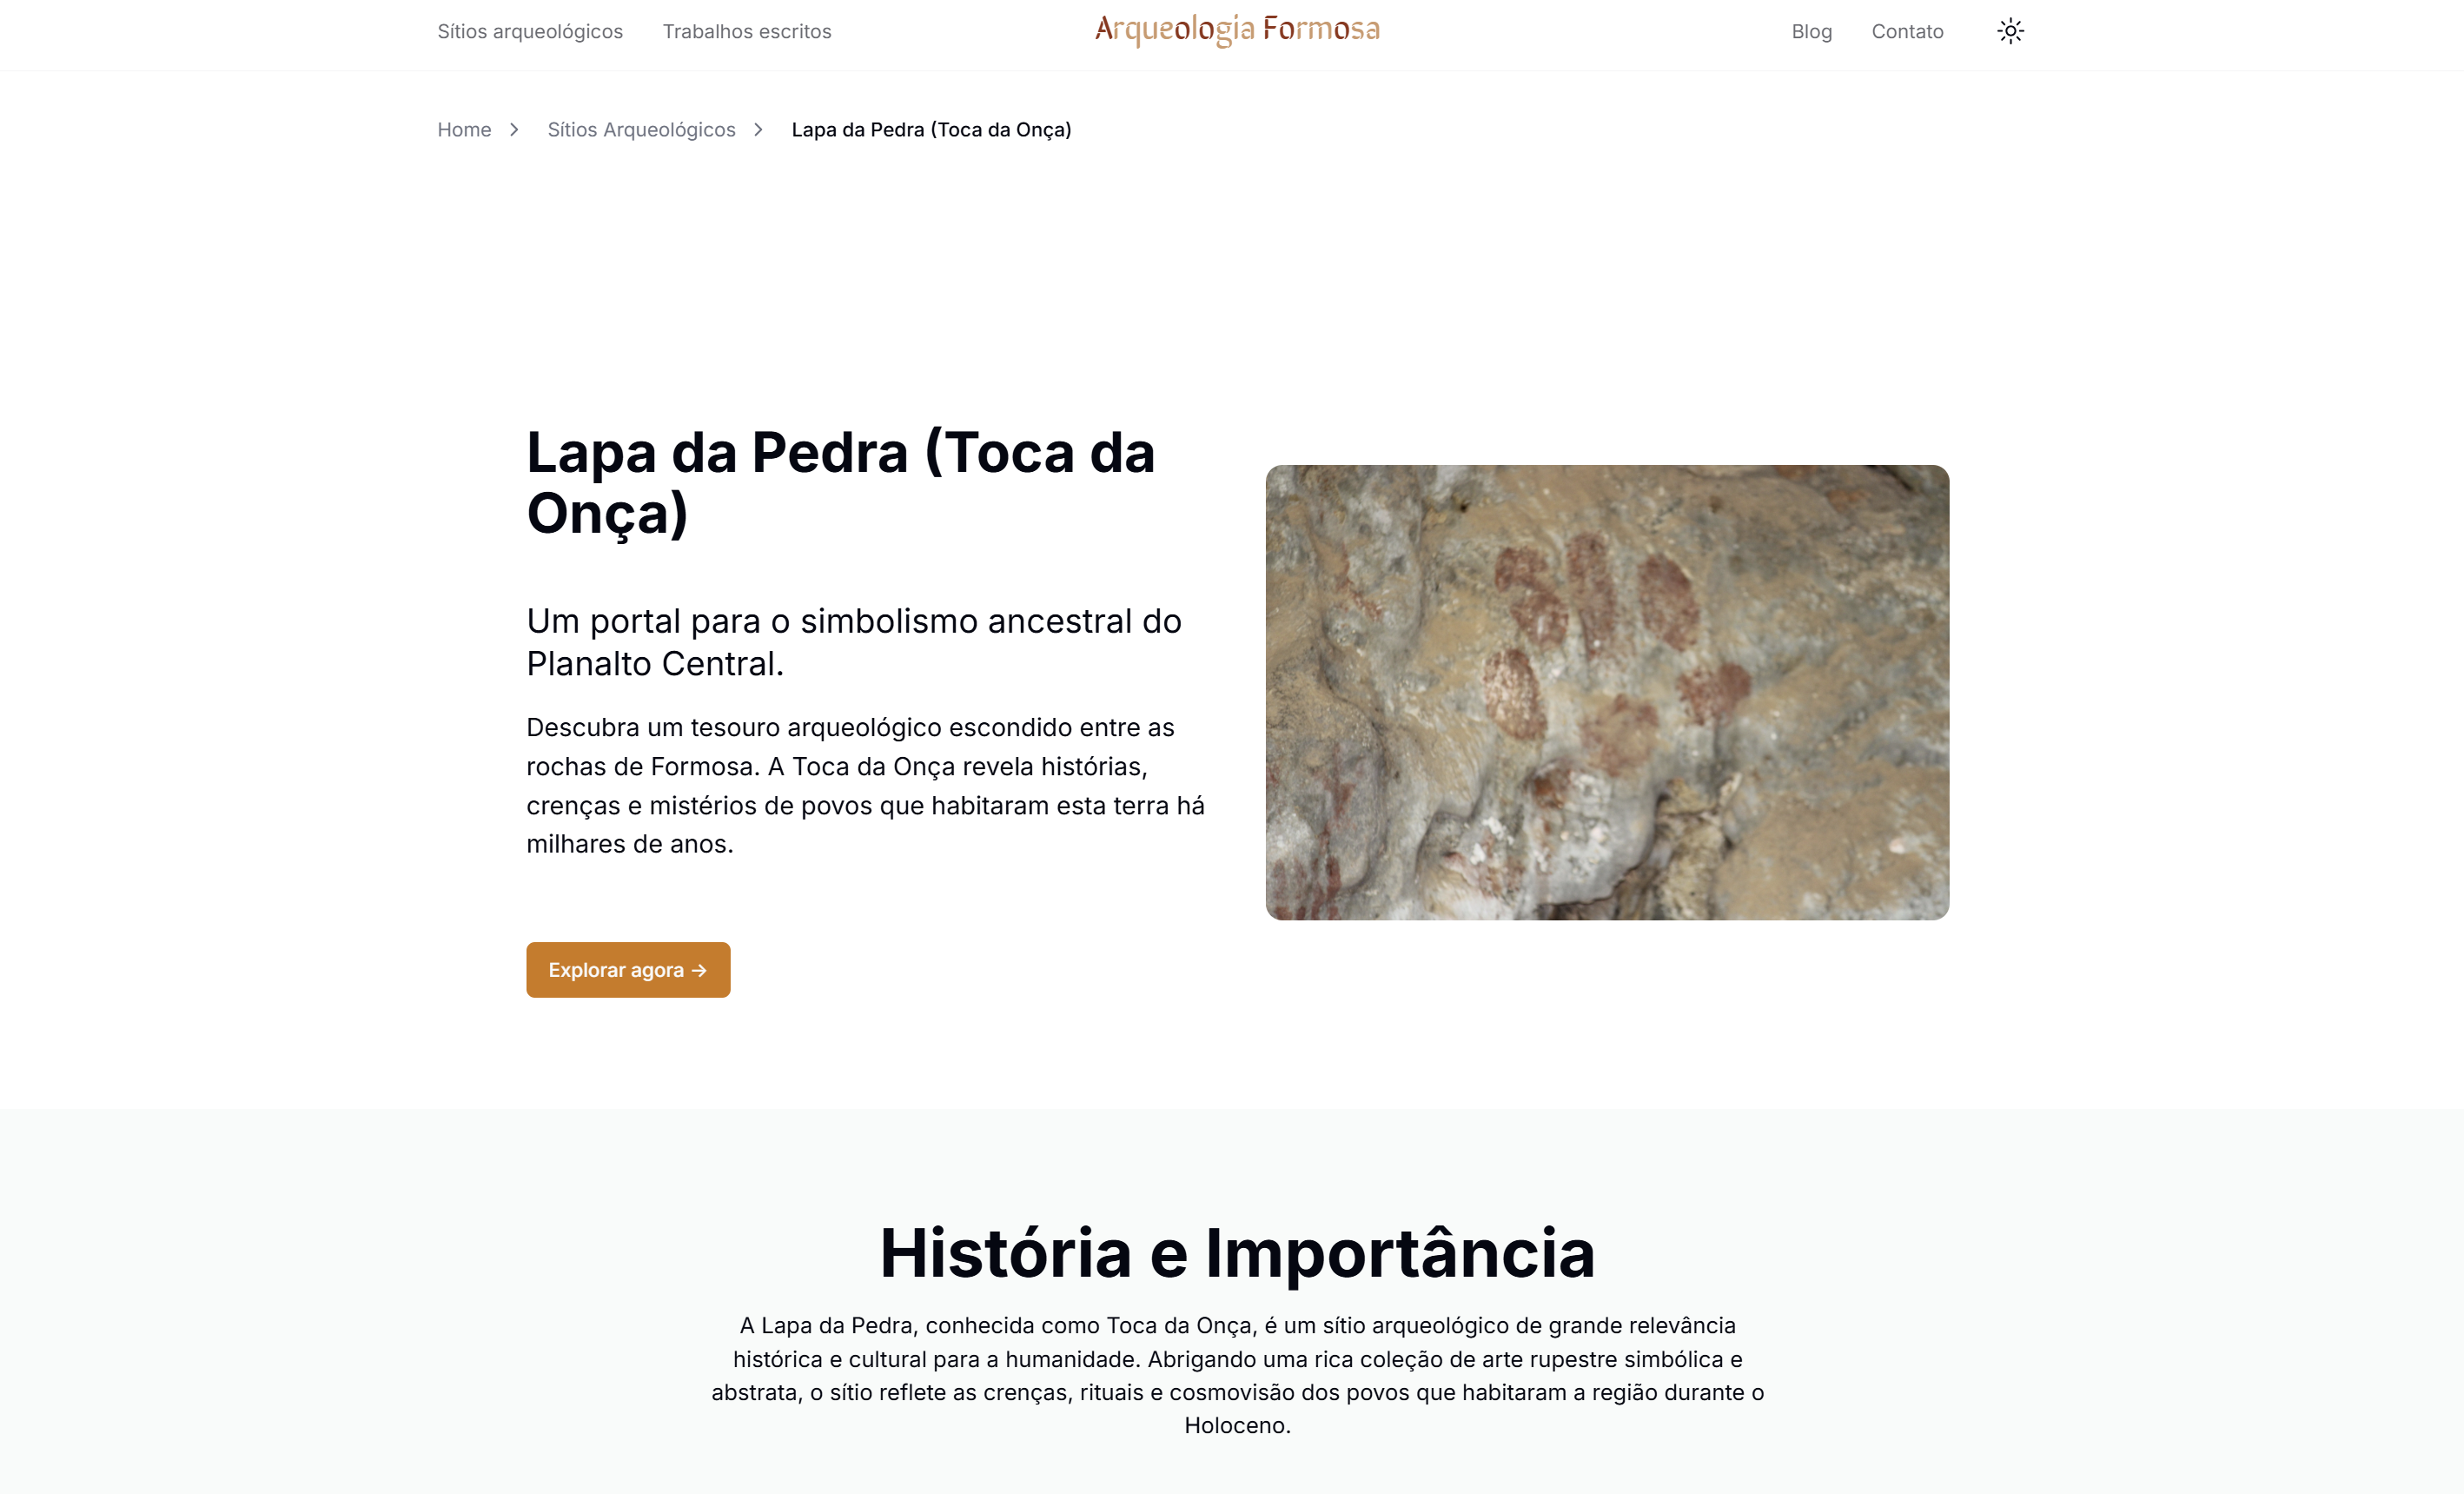 Sítios arqueológicos Trabalhos escritos Arqueologia Formosa Blog Contato
Home Sítios Arqueológicos Lapa da Pedra (Toca da Onça)
Lapa da Pedra (Toca da
Onça)
Um portal para o simbolismo ancestral do
Planalto Central.
Descubra um tesouro arqueológico escondido entre as
rochas de Formosa. A Toca da Onça revela histórias,
crenças e mistérios de povos que habitaram esta terra há
milhares de anos.
Explorar agora →
História e Importância
A Lapa da Pedra, conhecida como Toca da Onça, é um sítio arqueológico de grande relevância
histórica e cultural para a humanidade. Abrigando uma rica coleção de arte rupestre simbólica e
abstrata, o sítio reflete as crenças, rituais e cosmovisão dos povos que habitaram a região durante o
Holoceno.